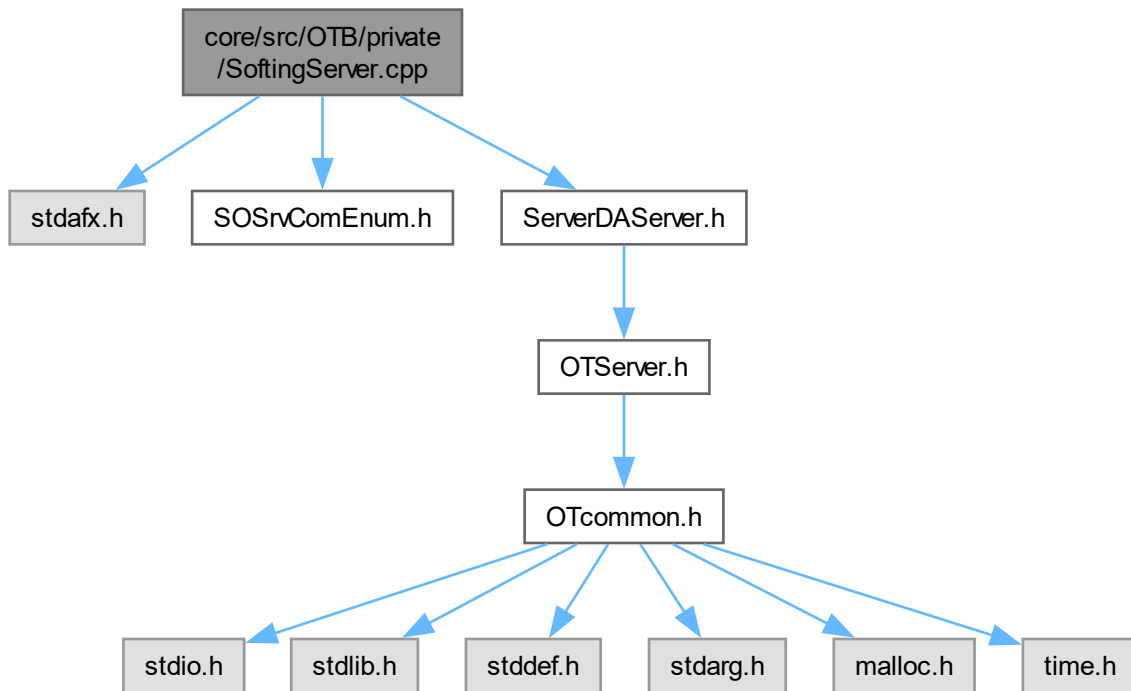 core/src/OTB/private
/SoftingServer.cpp
stdafx.h
SOSrvComEnum.h
ServerDAServer.h
OTServer.h
OTcommon.h
stdio.h
stdlib.h
stddef.h
stdarg.h
malloc.h
time.h